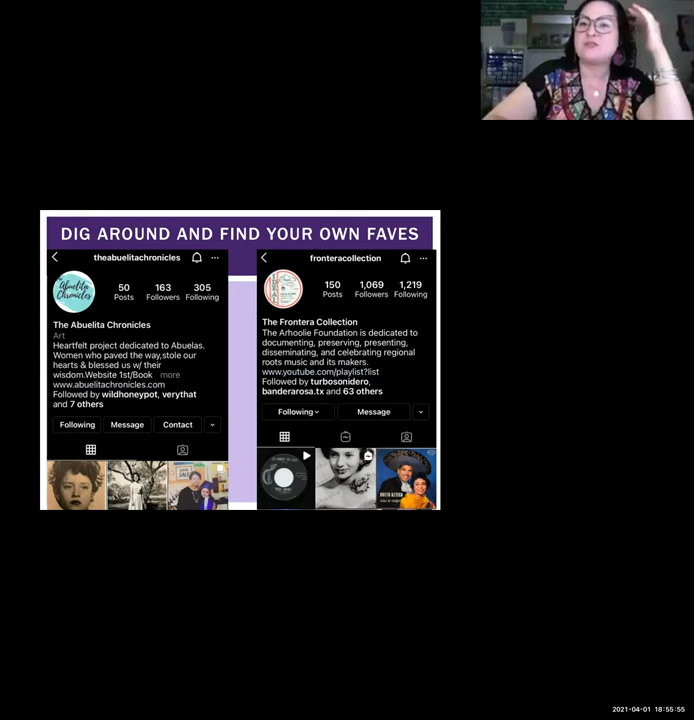 DIG AROUND AND FIND YOUR OWN FAVES
theabuelitachronicles
Abuelita
Chronicles
50
Posts
163
Followers
305
Following
The Abuelita Chronicles
Art
Heartfelt project dedicated to Abuelas.
Women who paved the way,stole our
hearts & blessed us w/ their
wisdom.Website 1st/Book more
www.abuelitachronicles.com
Followed by wildhoneypot, verythat
and 7 others
Following
Message
Contact
fronteracollection
IDEAL
150
Posts
1,069
Followers
1,219
Following
The Frontera Collection
The Arhoolie Foundation is dedicated to
documenting, preserving, presenting,
disseminating, and celebrating regional
roots music and its makers.
www.youtube.com/playlist?list
Followed by turbosonidero,
banderarosa.tx and 63 others
Following
Message
SALE
2021-04-01 18:55:55